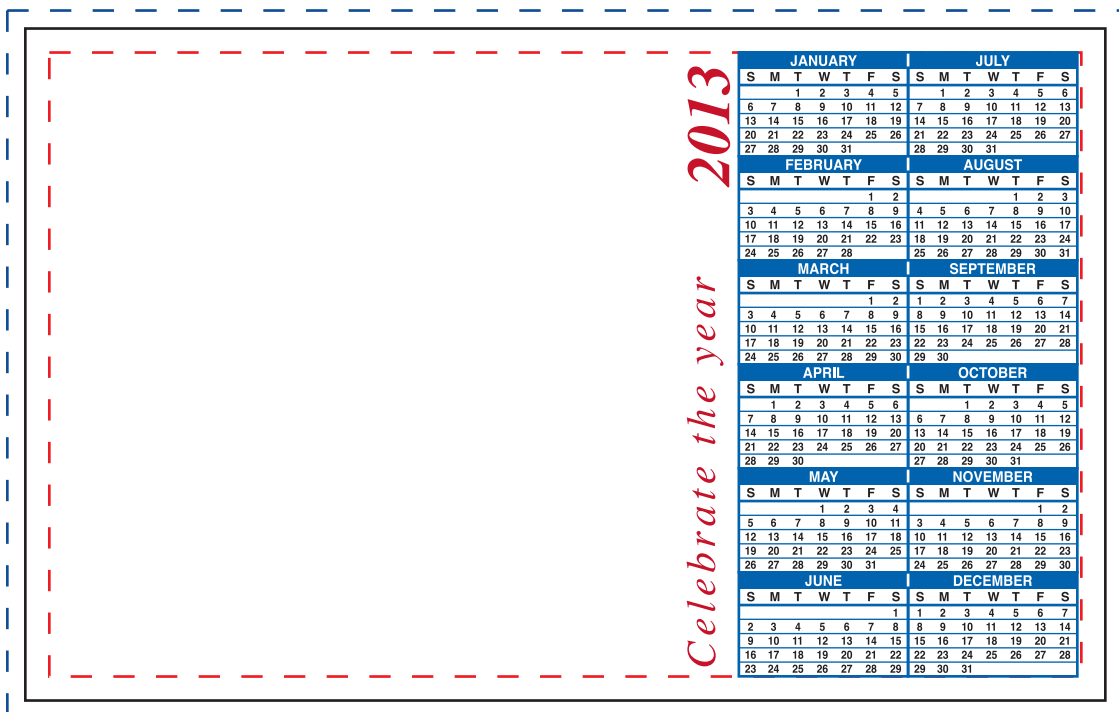 Celebrate the year 2013
JANUARY
S M T W T F S
1 2 3 4 5
6 7 8 9 10 11 12
13 14 15 16 17 18 19
20 21 22 23 24 25 26
27 28 29 30 31
FEBRUARY
S M T W T F S
1 2
3 4 5 6 7 8 9
10 11 12 13 14 15 16
17 18 19 20 21 22 23
24 25 26 27 28
MARCH
S M T W T F S
1 2
3 4 5 6 7 8 9
10 11 12 13 14 15 16
17 18 19 20 21 22 23
24 25 26 27 28 29 30
APRIL
S M T W T F S
1 2 3 4 5 6
7 8 9 10 11 12 13
14 15 16 17 18 19 20
21 22 23 24 25 26 27
28 29 30
MAY
S M T W T F S
1 2 3 4
5 6 7 8 9 10 11
12 13 14 15 16 17 18
19 20 21 22 23 24 25
26 27 28 29 30 31
JUNE
S M T W T F S
1
2 3 4 5 6 7 8
9 10 11 12 13 14 15
16 17 18 19 20 21 22
23 24 25 26 27 28 29
JULY
S M T W T F S
1 2 3 4 5 6
7 8 9 10 11 12 13
14 15 16 17 18 19 20
21 22 23 24 25 26 27
28 29 30 31
AUGUST
S M T W T F S
1 2 3
4 5 6 7 8 9 10
11 12 13 14 15 16 17
18 19 20 21 22 23 24
25 26 27 28 29 30 31
SEPTEMBER
S M T W T F S
1 2 3 4 5 6 7
8 9 10 11 12 13 14
15 16 17 18 19 20 21
22 23 24 25 26 27 28
29 30
OCTOBER
S M T W T F S
1 2 3 4 5
6 7 8 9 10 11 12
13 14 15 16 17 18 19
20 21 22 23 24 25 26
27 28 29 30 31
NOVEMBER
S M T W T F S
1 2
3 4 5 6 7 8 9
10 11 12 13 14 15 16
17 18 19 20 21 22 23
24 25 26 27 28 29 30
DECEMBER
S M T W T F S
1 2 3 4 5 6 7
8 9 10 11 12 13 14
15 16 17 18 19 20 21
22 23 24 25 26 27 28
29 30 31